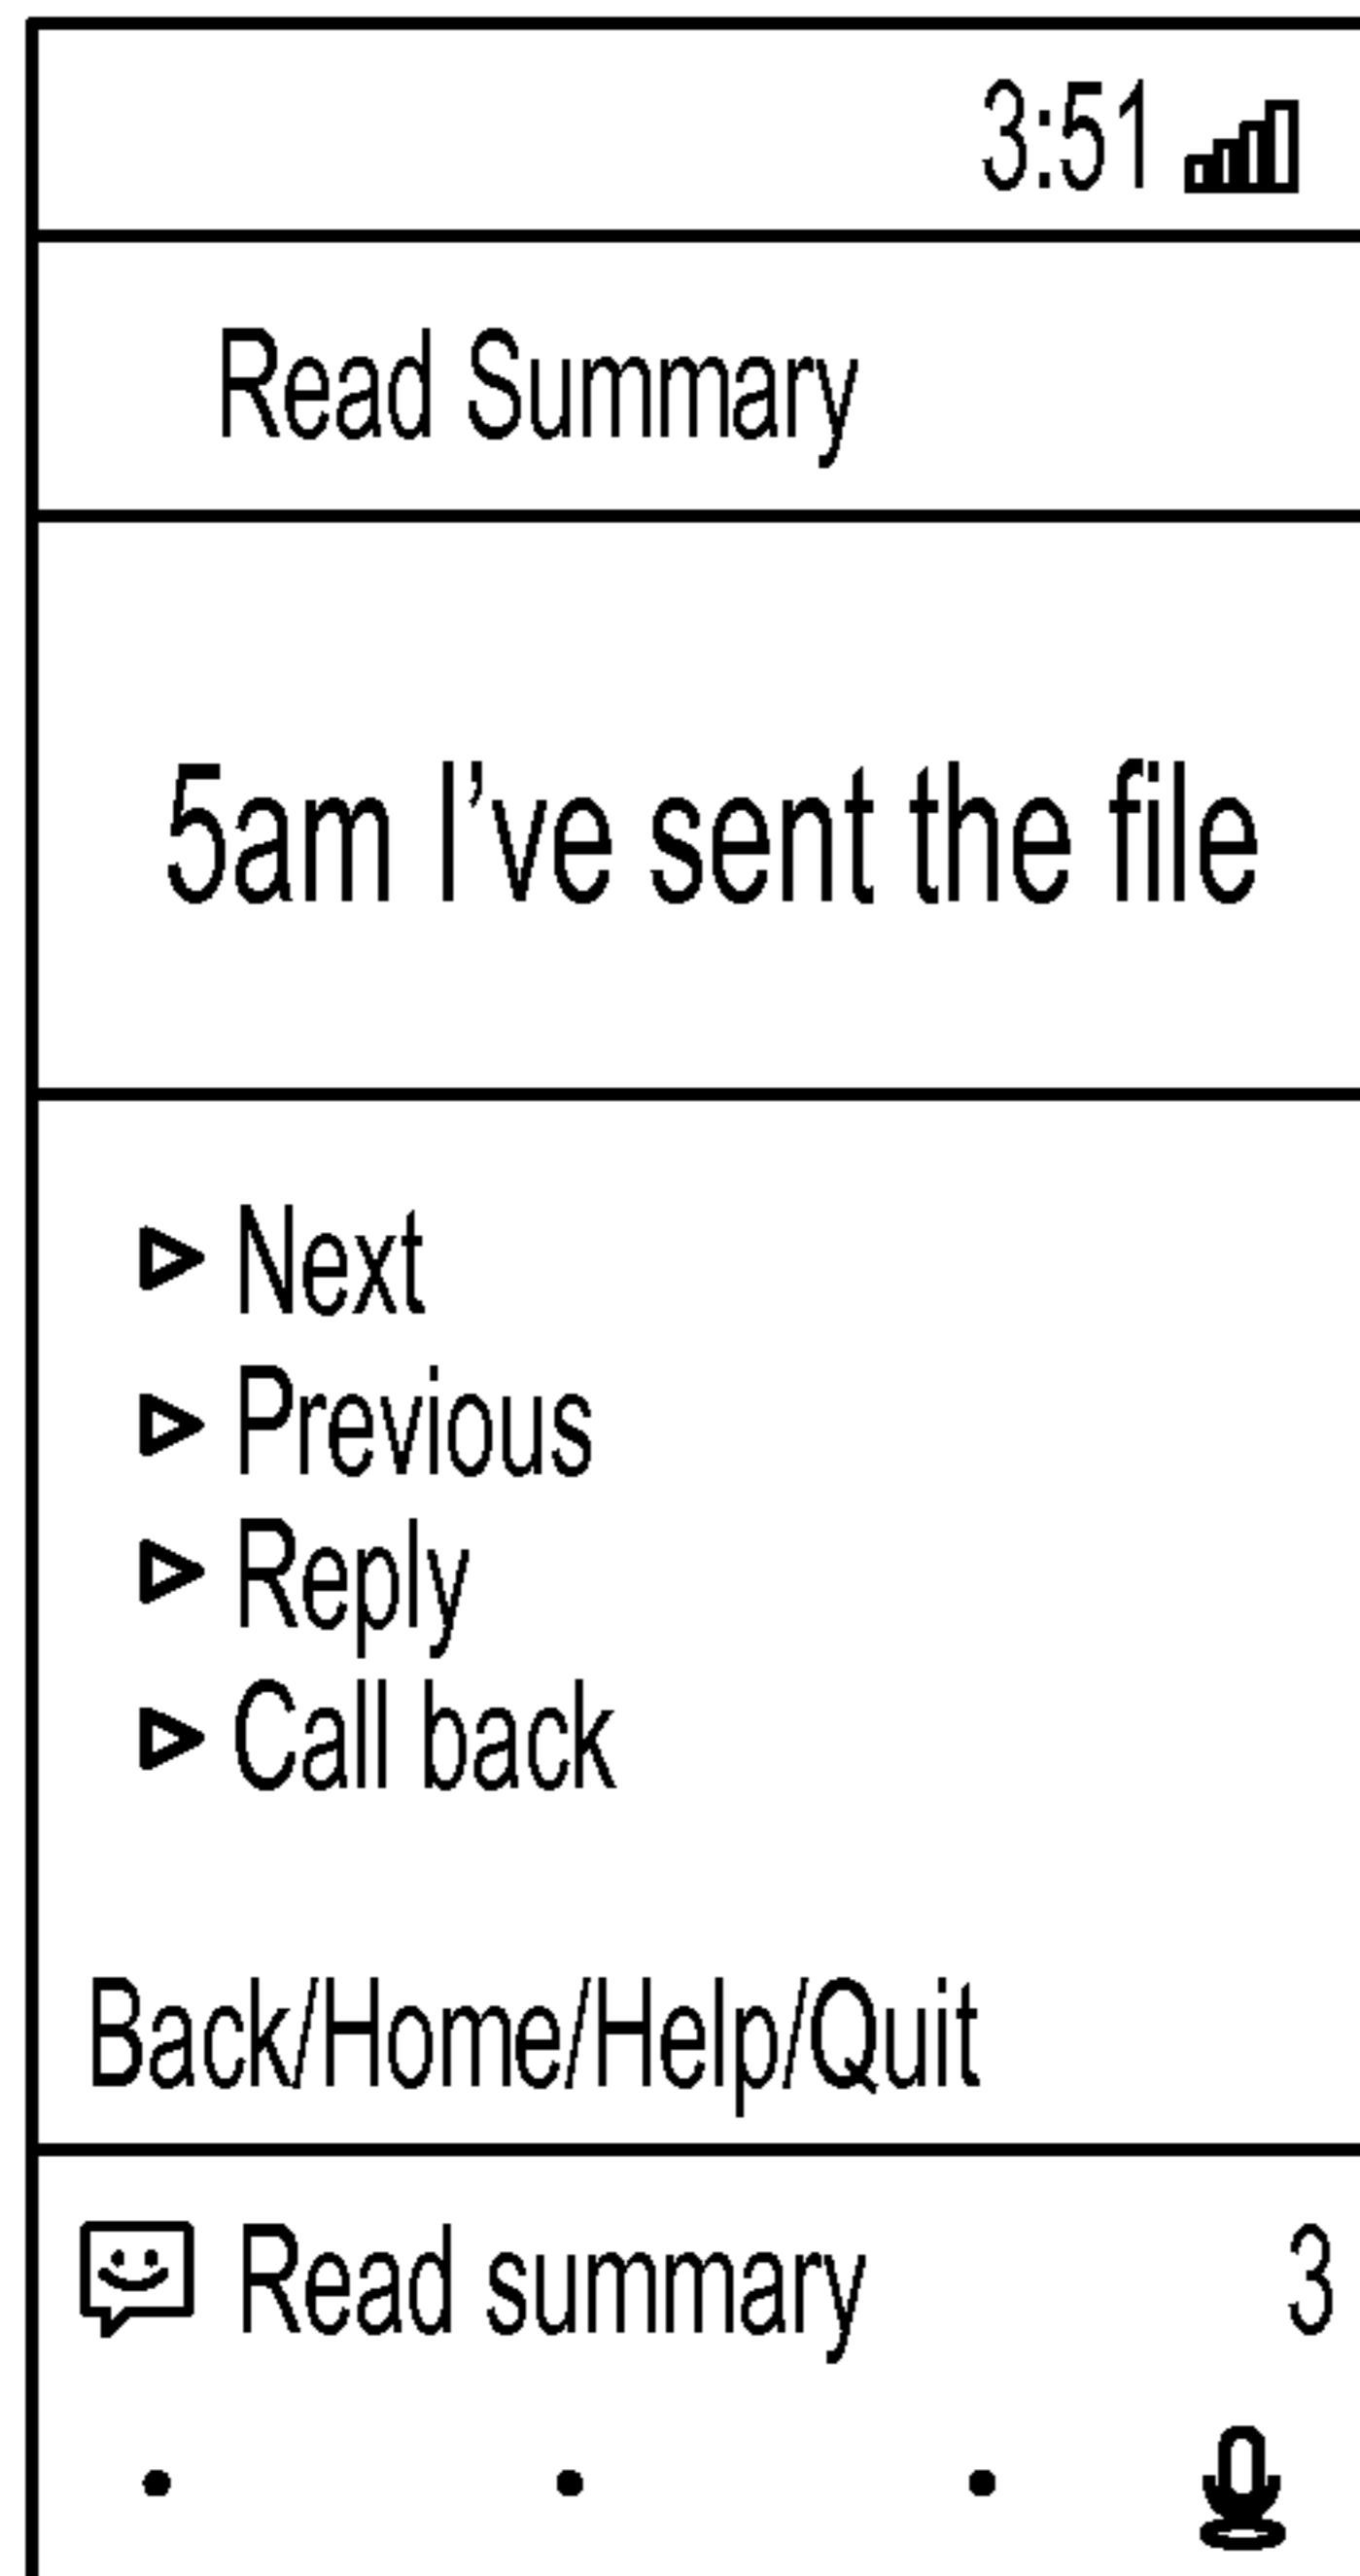 3:51
Read Summary
5am I've sent the file
Next
Previous
Reply
Call back
Back/Home/Help/Quit
Read summary 3